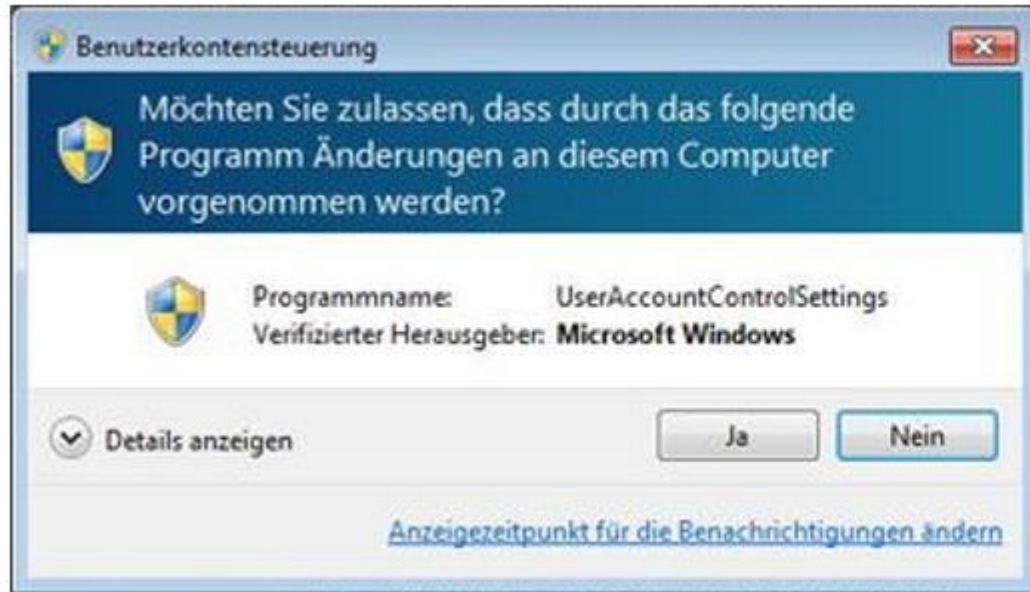 Benutzerkontensteuerung
Möchten Sie zulassen, dass durch das folgende
Programm Änderungen an diesem Computer
vorgenommen werden?
Programmname: UserAccountControlSettings
Verifizierter Herausgeber: Microsoft Windows
Details anzeigen Ja Nein
Anzeigezeitpunkt für die Benachrichtigungen ändern